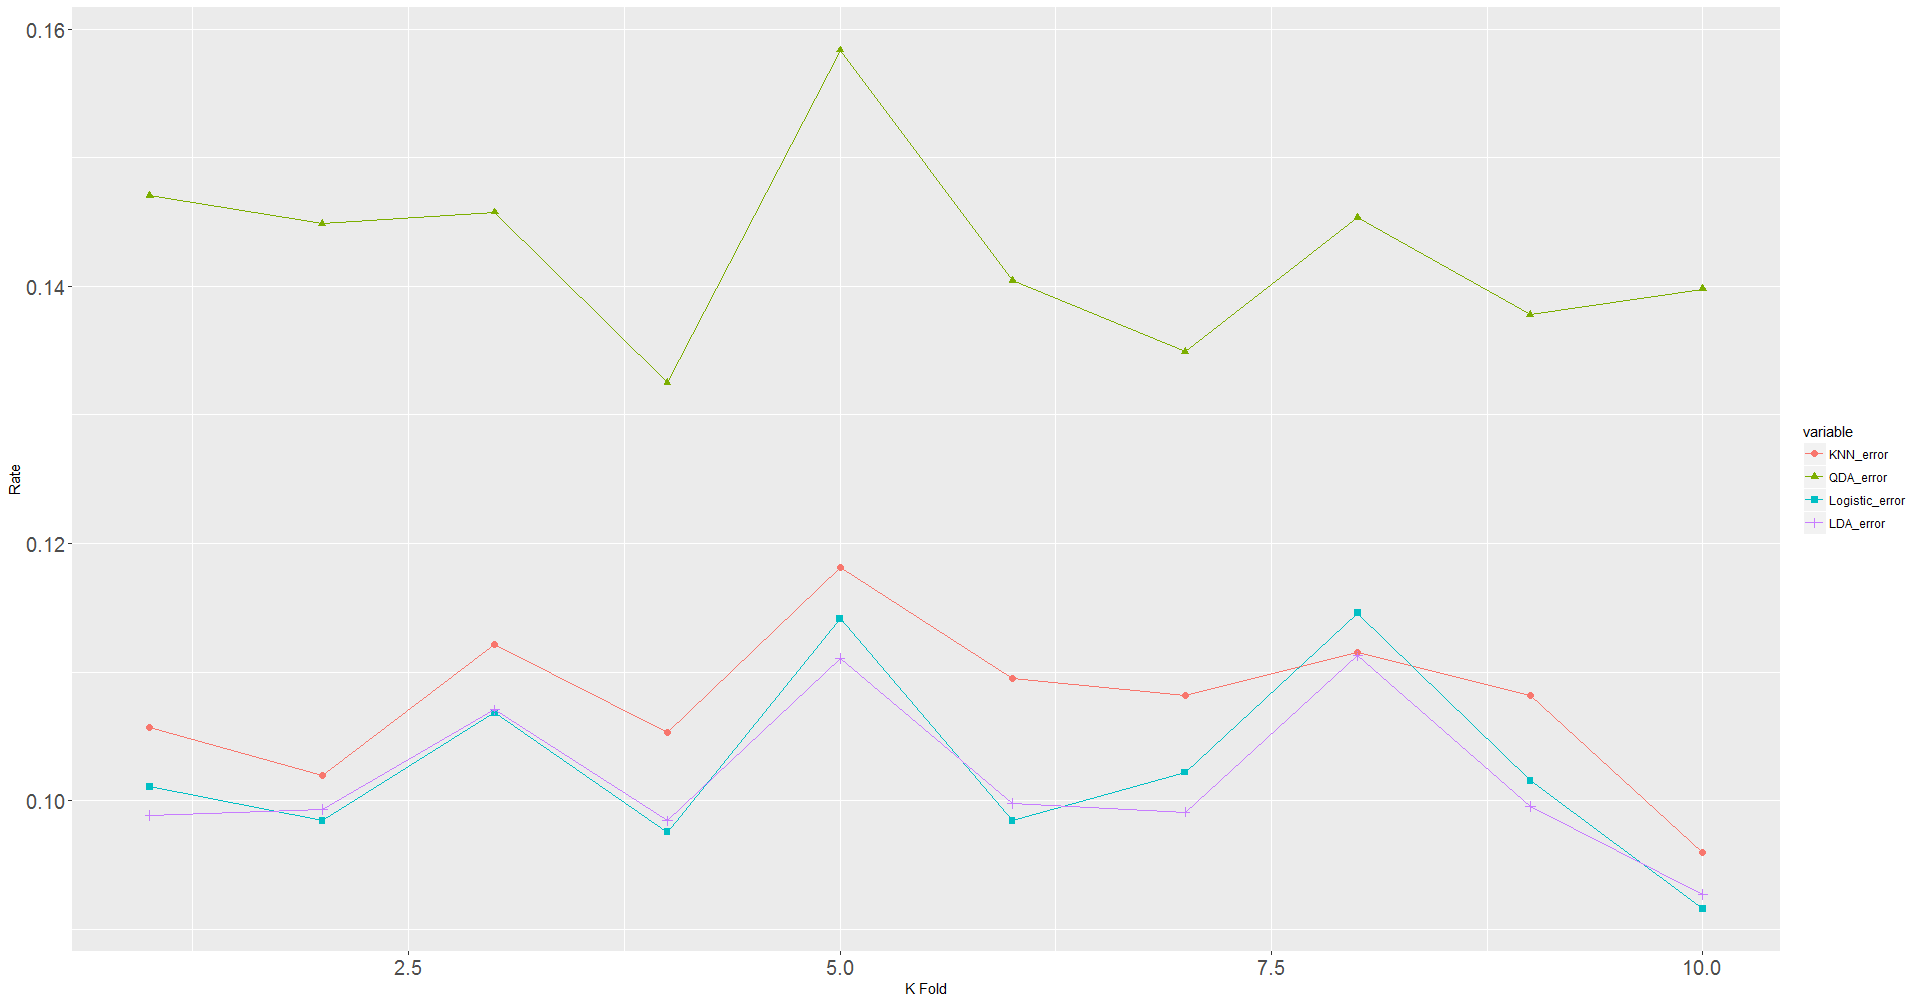 0.16
0.14
0.12
0.10
Rate
2.5
5.0
7.5
10.0
K Fold
variable
KNN_error
QDA_error
Logistic_error
LDA_error